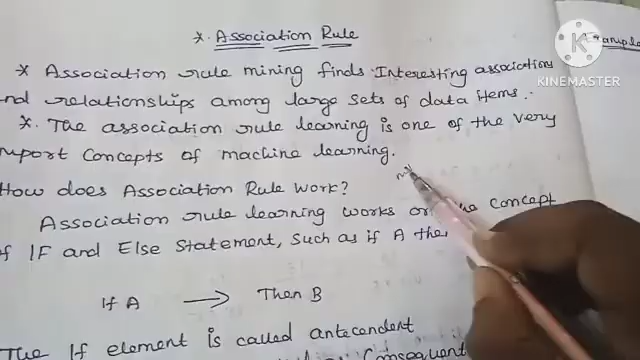 * Association Rule
Example
KINEMASTER
* Association rule mining finds Interesting associations
nd relationships among large sets of data items.
* The association rule learning is one of the very
mport concepts of machine learning.
How does Association Rule work?
Association rule learning works on the concept
of IF and Else Statement, such as if A the
If A → Then B
The If element is called antecedent
Consequent